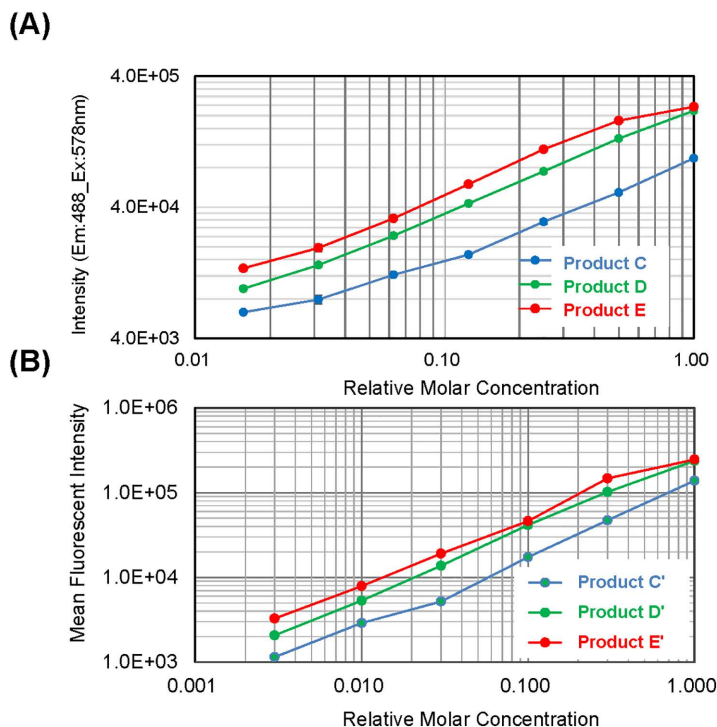 (A)
Intensity (Em:488_Ex:578nm)
4.0E+05
4.0E+04
4.0E+03
Product C
Product D
Product E
0.01
0.10
1.00
Relative Molar Concentration
(B)
Mean Fluorescent Intensity
1.0E+06
1.0E+05
1.0E+04
1.0E+03
Product C'
Product D'
Product E'
0.001
0.010
0.100
1.000
Relative Molar Concentration